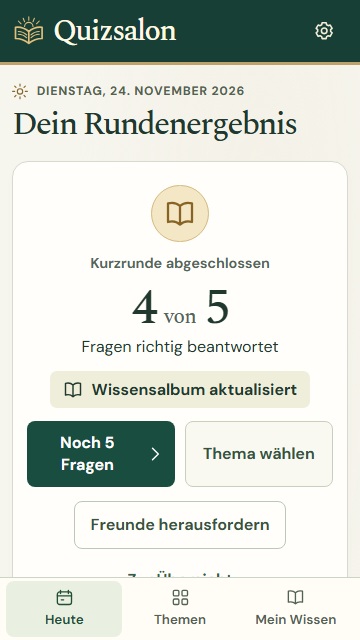 Quizsalon
DIENSTAG, 24. NOVEMBER 2026
Dein Rundenergebnis
Kurzrunde abgeschlossen
4 von 5
Fragen richtig beantwortet
Wissensalbum aktualisiert
Noch 5
Fragen
Thema wählen
Freunde herausfordern
Heute
Themen
Mein Wissen